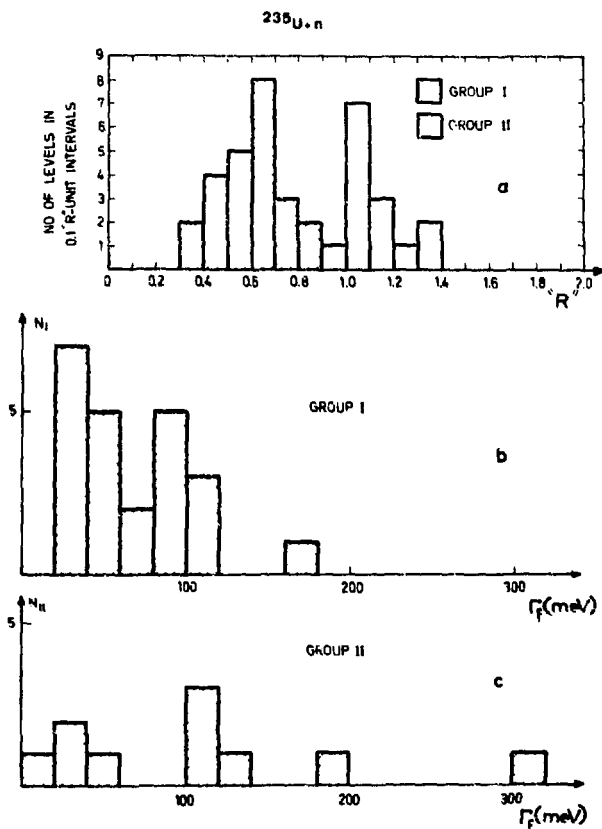 235U+n
NO OF LEVELS IN
0.1"R"-UNIT INTERVALS
9
8
7
6
5
4
3
2
1
GROUP I
GROUP II
a
0 0.2 0.4 0.6 0.8 1.0 1.2 1.4 1.6 1.8 2.0
"R"
NI
5
GROUP I
b
100 200 300
Γf(meV)
NII
5
GROUP II
c
100 200 300
Γf(meV)